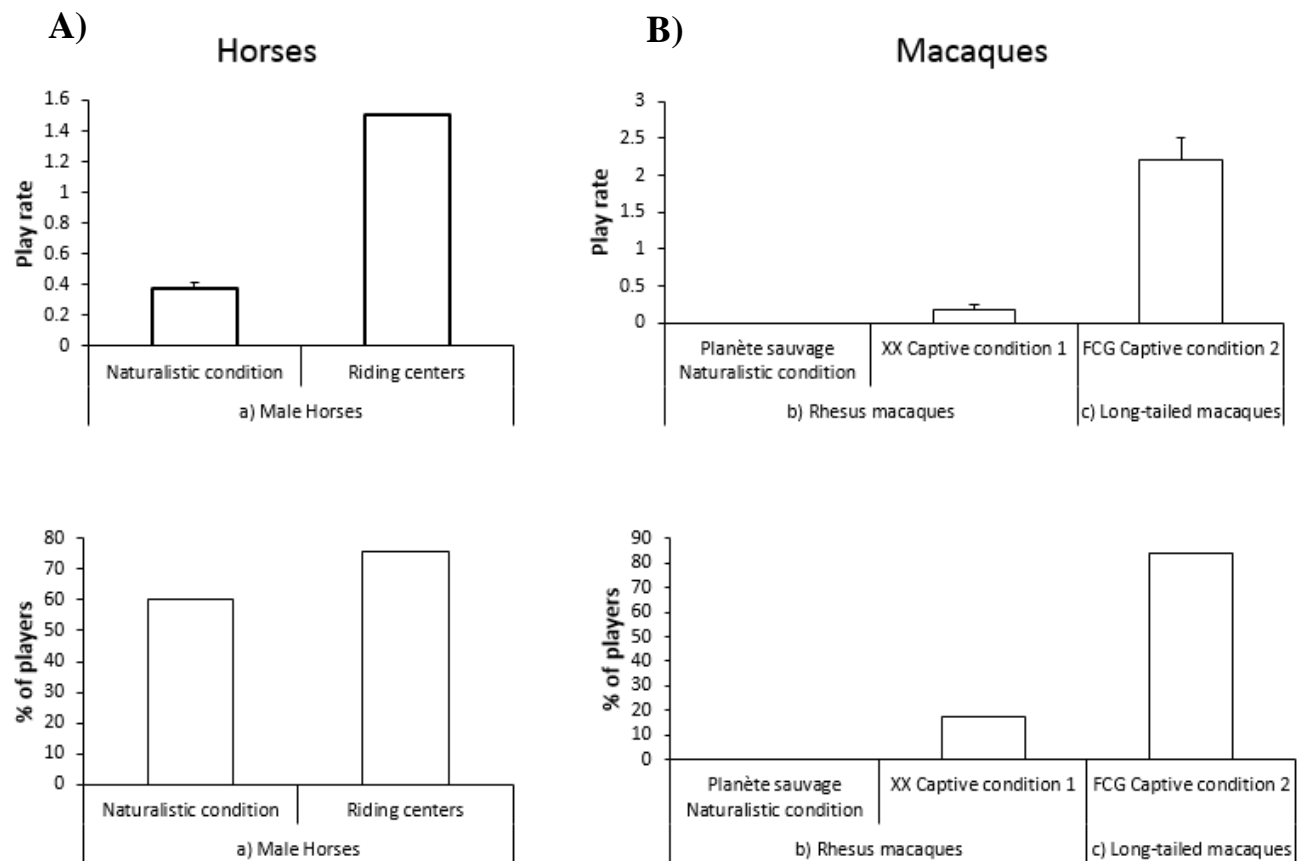 A)
Horses
Play rate
1.6
1.4
1.2
1
0.8
0.6
0.4
0.2
0
Naturalistic condition
Riding centers
a) Male Horses
B)
Macaques
Play rate
3
2.5
2
1.5
1
0.5
0
Planète sauvage
Naturalistic condition
XX Captive condition 1
FCG Captive condition 2
b) Rhesus macaques
c) Long-tailed macaques
% of players
80
70
60
50
40
30
20
10
0
Naturalistic condition
Riding centers
a) Male Horses
% of players
90
80
70
60
50
40
30
20
10
0
Planète sauvage
Naturalistic condition
XX Captive condition 1
FCG Captive condition 2
b) Rhesus macaques
c) Long-tailed macaques